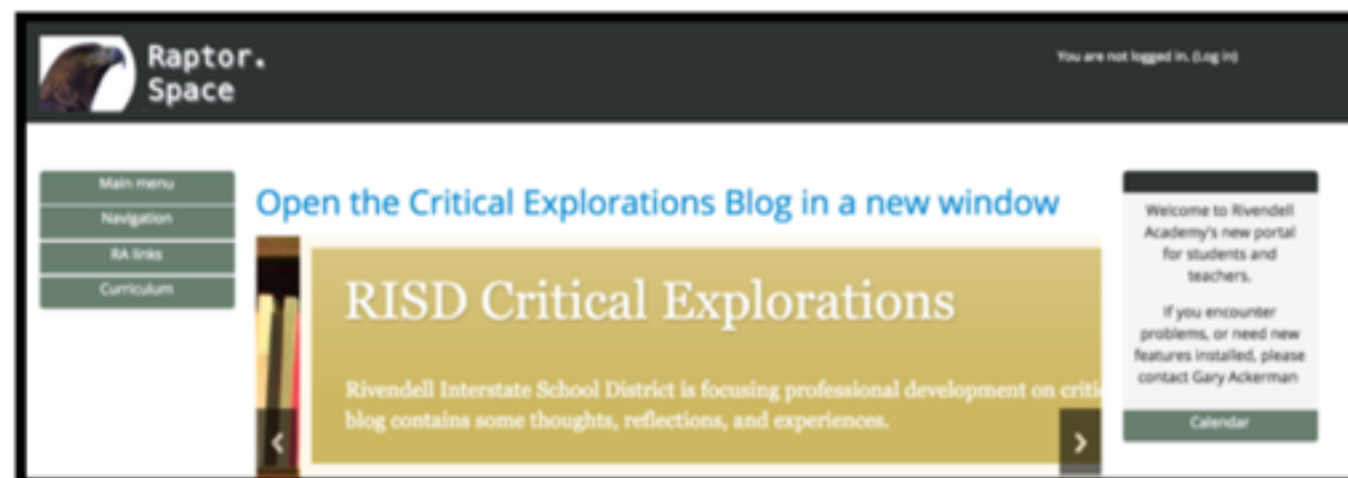 Raptor.
Space
You are not logged in. (Log in)
Main menu
Navigation
RA links
Curriculum
Open the Critical Explorations Blog in a new window
RISD Critical Explorations
Rivendell Interstate School District is focusing professional development on criti
blog contains some thoughts, reflections, and experiences.
Welcome to Rivendell
Academy's new portal
for students and
teachers.
If you encounter
problems, or need new
features installed, please
contact Gary Ackerman
Calendar